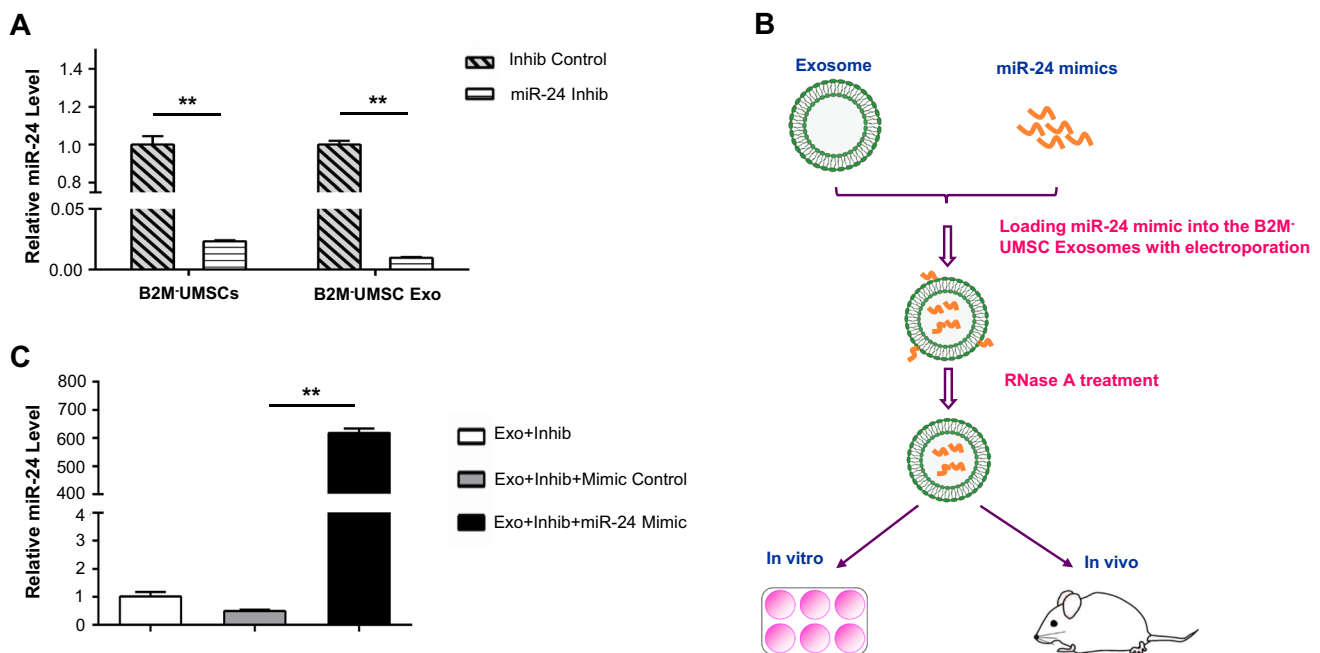 A
Relative miR-24 Level
1.4
1.2
1.0
0.8
0.05
0.00
**
**
B2M-UMSCs
B2M-UMSC Exo
Inhib Control
miR-24 Inhib
B
Exosome
miR-24 mimics
Loading miR-24 mimic into the B2M-
UMSC Exosomes with electroporation
RNase A treatment
In vitro
In vivo
C
Relative miR-24 Level
800
700
600
500
400
4
3
2
1
0
**
Exo+Inhib
Exo+Inhib+Mimic Control
Exo+Inhib+miR-24 Mimic